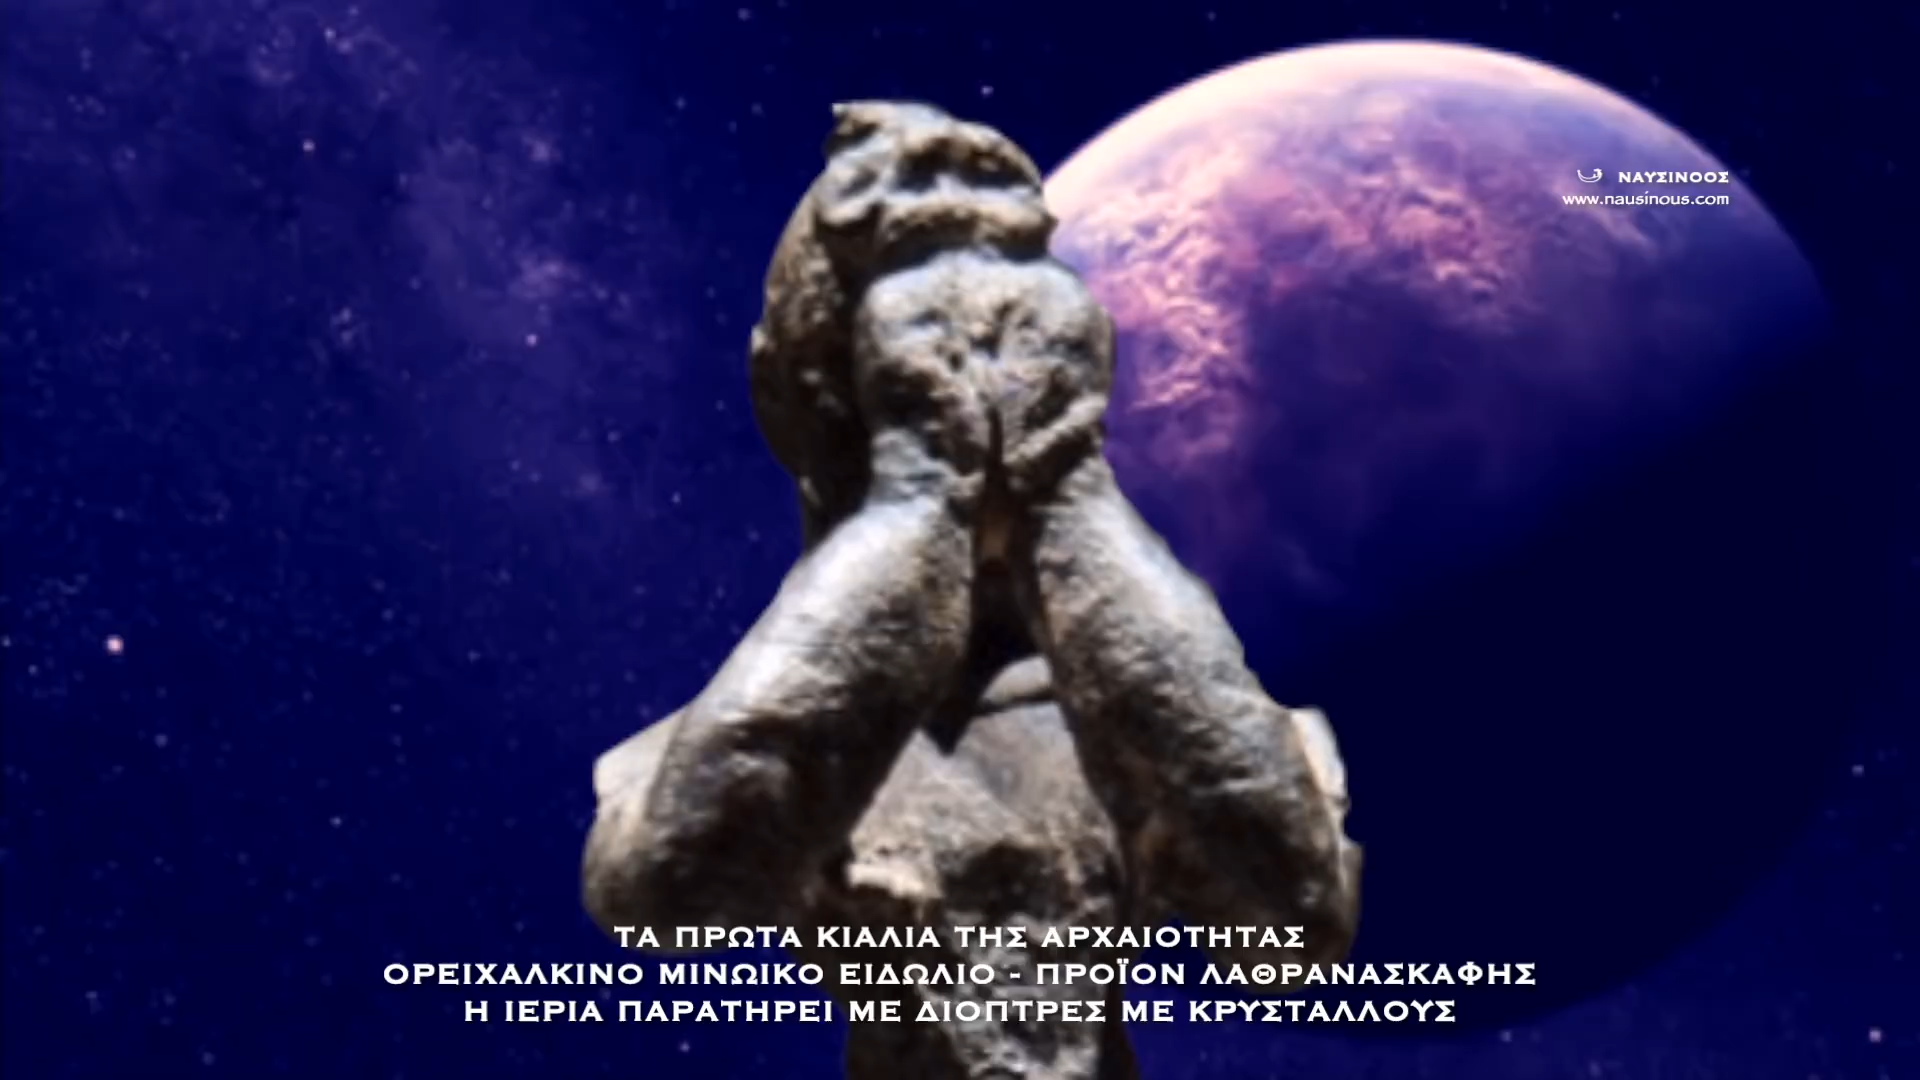 ΝΑΥΣΙΝΟΟΣ
www.nausinous.com
ΤΑ ΠΡΩΤΑ ΚΙΑΛΙΑ ΤΗΣ ΑΡΧΑΙΟΤΗΤΑΣ
ΟΡΕΙΧΑΛΚΙΝΟ ΜΙΝΩΙΚΟ ΕΙΔΩΛΙΟ - ΠΡΟΪΟΝ ΛΑΘΡΑΝΑΣΚΑΦΗΣ
Η ΙΕΡΙΑ ΠΑΡΑΤΗΡΕΙ ΜΕ ΔΙΟΠΤΡΕΣ ΜΕ ΚΡΥΣΤΑΛΛΟΥΣ